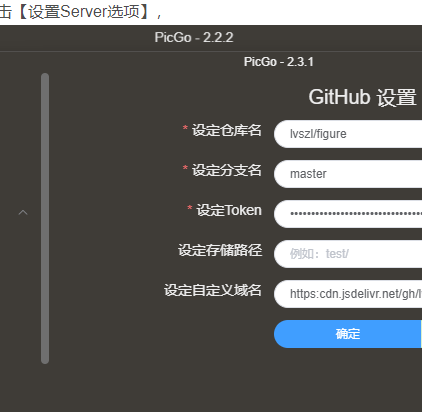 击【设置Server选项】,
PicGo - 2.2.2
PicGo - 2.3.1
GitHub 设置
* 设定仓库名 lvszl/figure
* 设定分支名 master
* 设定Token ••••••••••••••••••••••••••••••••
设定存储路径 例如：test/
设定自定义域名 https:cdn.jsdelivr.net/gh/l
确定